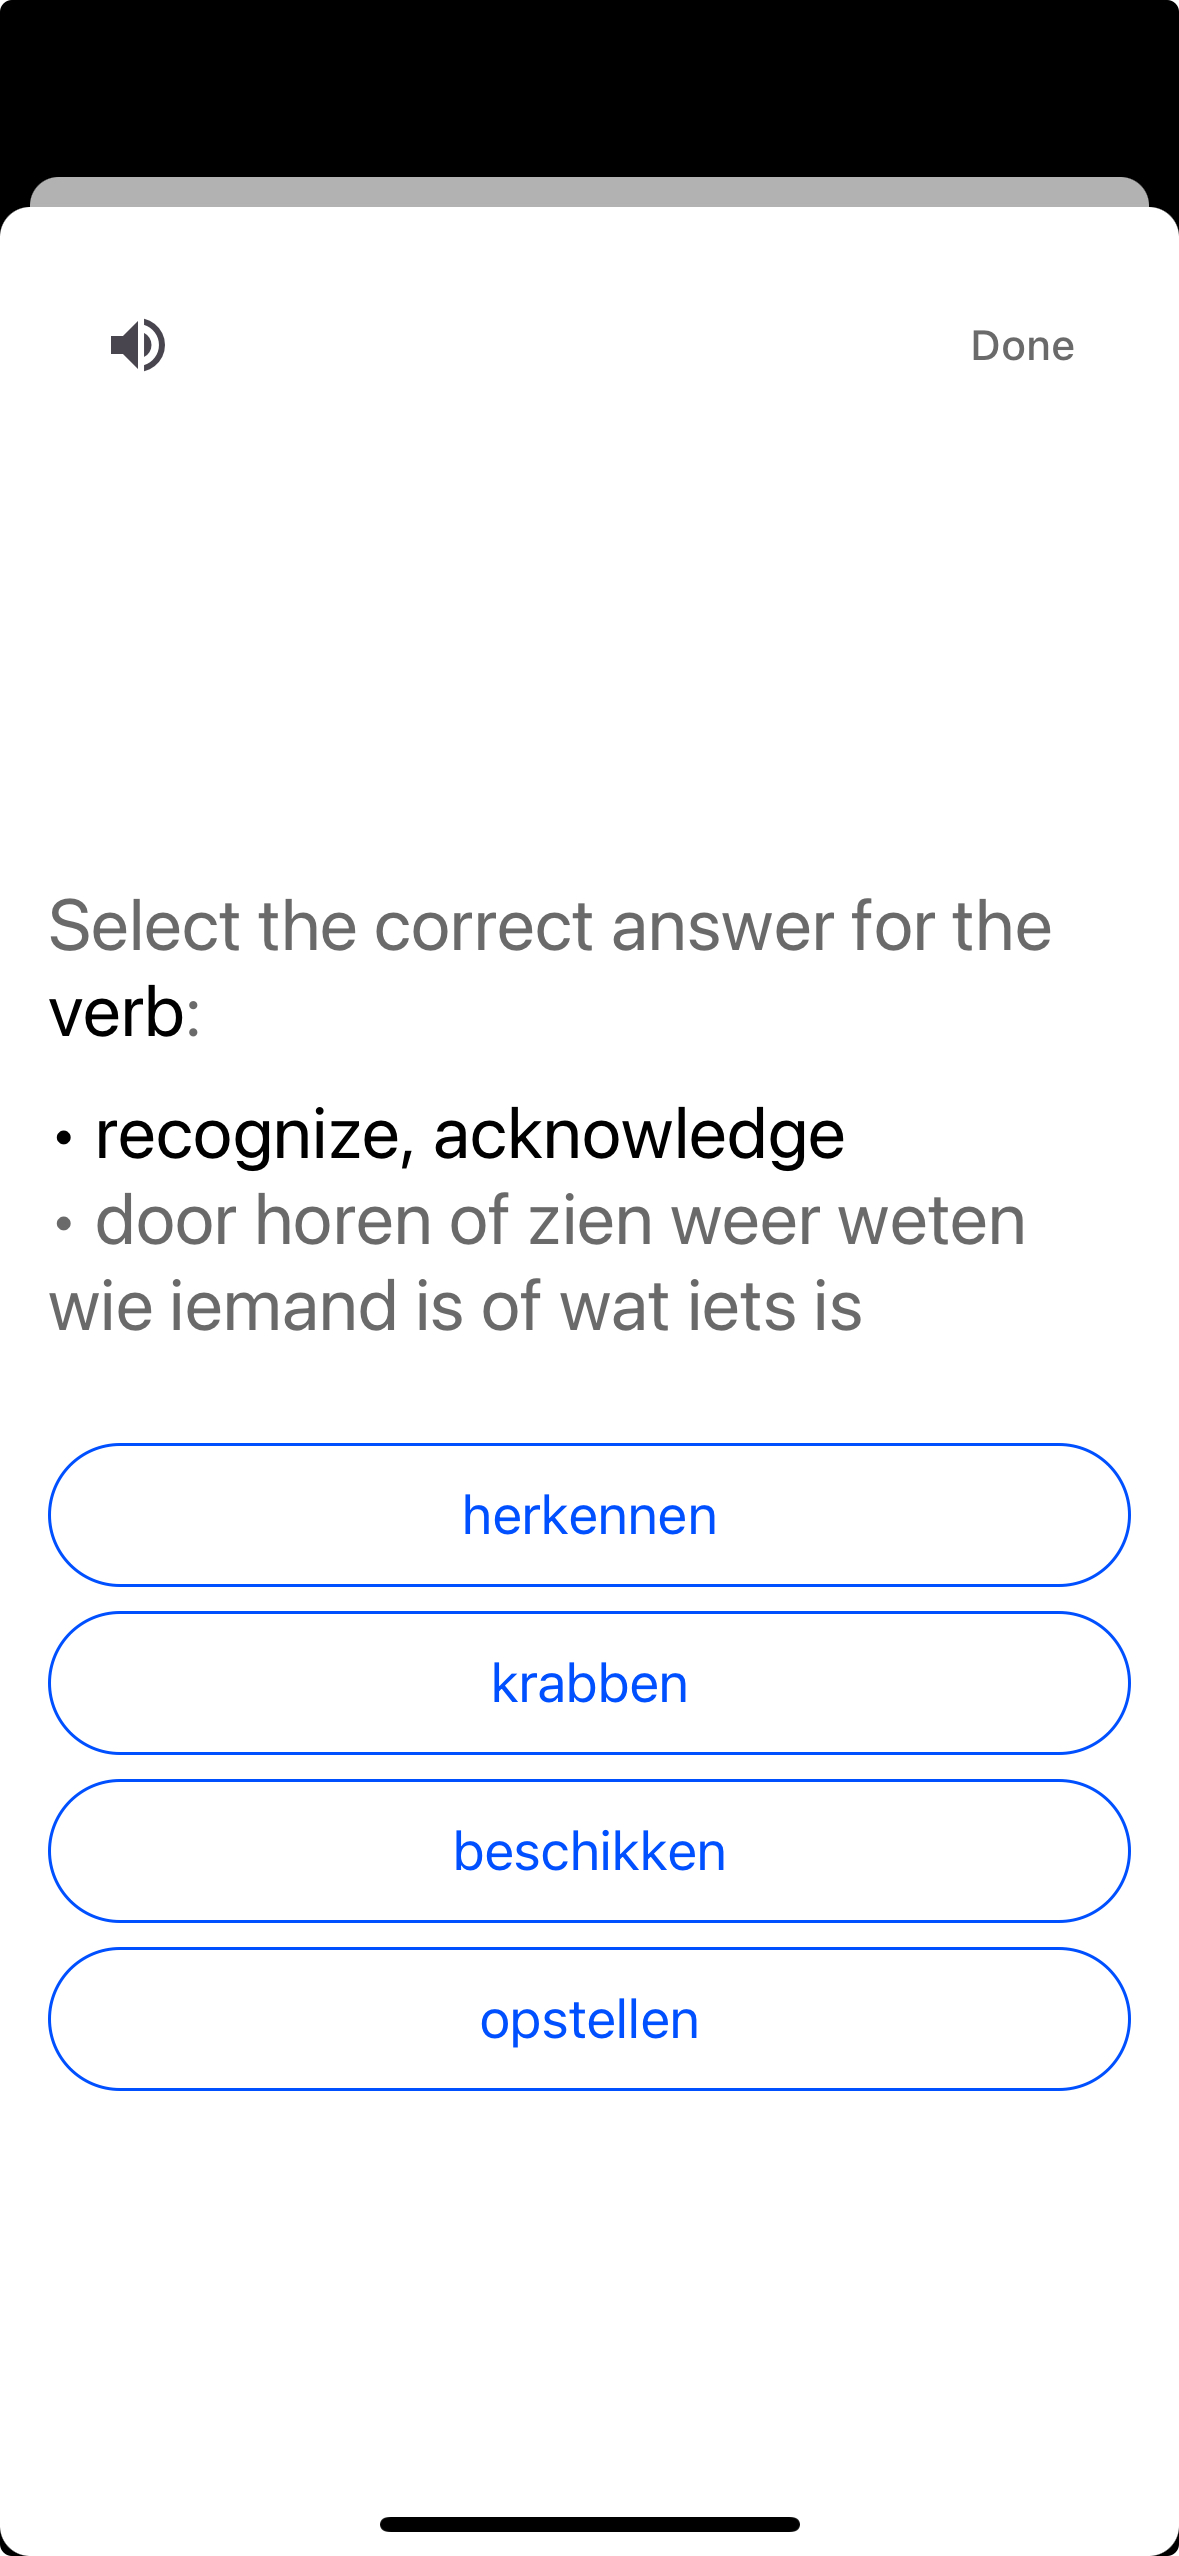 Done
Select the correct answer for the
verb:
• recognize, acknowledge
• door horen of zien weer weten
wie iemand is of wat iets is
herkennen
krabben
beschikken
opstellen